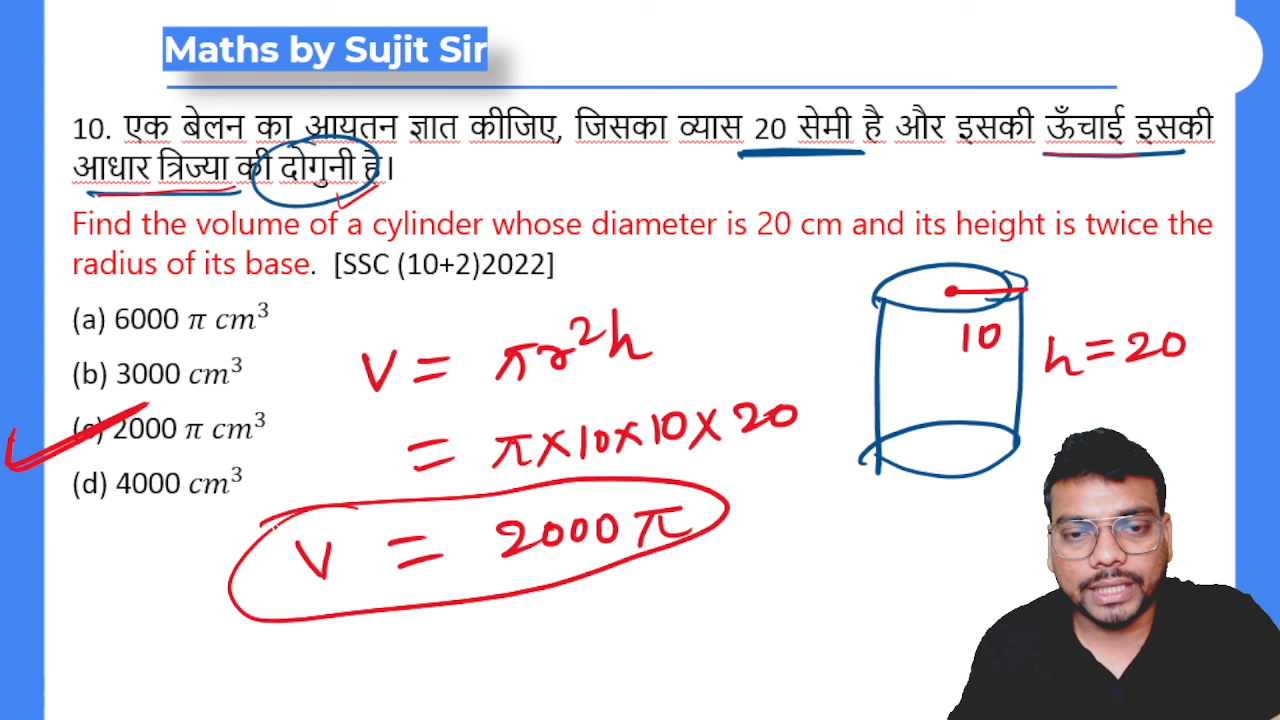 Maths by Sujit Sir
10. एक बेलन का आयतन ज्ञात कीजिए, जिसका व्यास 20 सेमी है और इसकी ऊँचाई इसकी
आधार त्रिज्या की दोगुनी है।
Find the volume of a cylinder whose diameter is 20 cm and its height is twice the
radius of its base. [SSC (10+2)2022]
(a) 6000 π cm³
(b) 3000 cm³
(c) 2000 π cm³
(d) 4000 cm³
V = πr²h
= π×10×10×20
V = 2000π
10
h=20